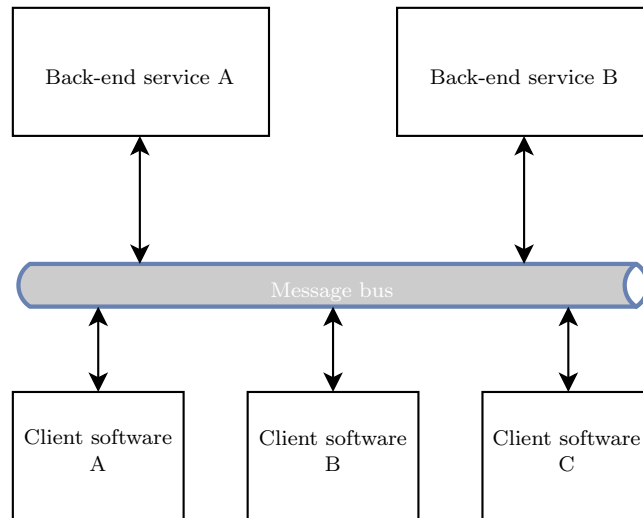 Back-end service A
Back-end service B
Message bus
Client software
A
Client software
B
Client software
C